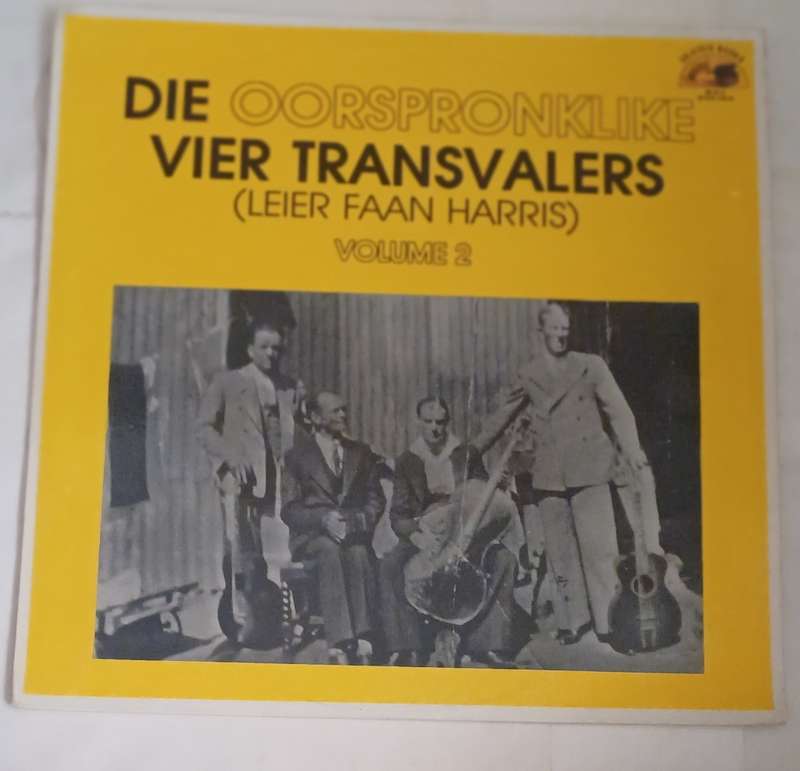 DIE OORSPRONKLIKE
VIER TRANSVALERS
(LEIER FAAN HARRIS)
VOLUME 2